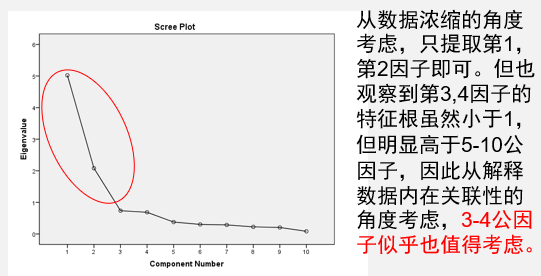 Scree Plot
6
5
4
3
2
1
0
Eigenvalue
1 2 3 4 5 6 7 8 9 10
Component Number
从数据浓缩的角度
考虑，只提取第1，
第2因子即可。但也
观察到第3,4因子的
特征根虽然小于1，
但明显高于5-10公
因子，因此从解释
数据内在关联性的
角度考虑，3-4公因
子似乎也值得考虑。